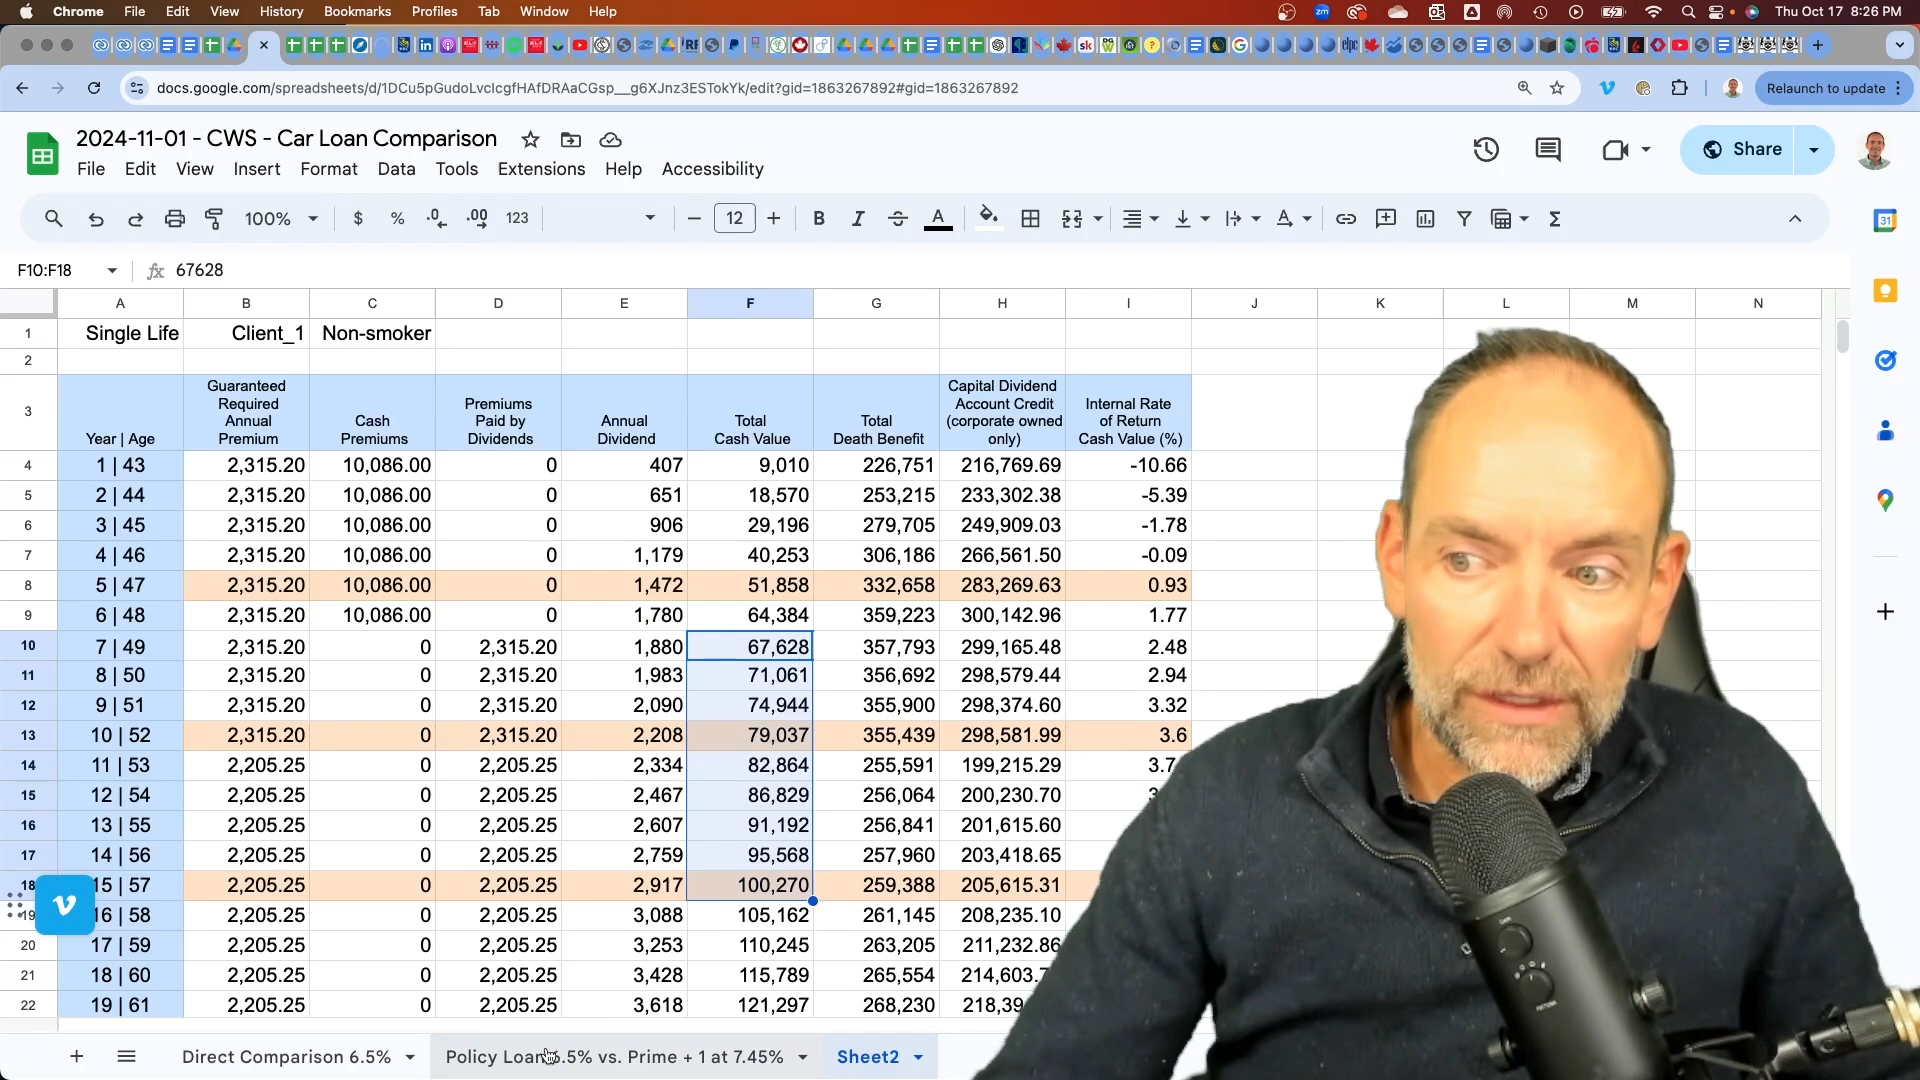 Chrome File Edit View History Bookmarks Profiles Tab Window Help Thu Oct 17 8:26 PM
docs.google.com/spreadsheets/d/1DCu5pGudoLvcIcgfHAfDRAaCGsp__g6XJnz3ESTokYk/edit?gid=1863267892#gid=1863267892 Relaunch to update
2024-11-01 - CWS - Car Loan Comparison
Share
File Edit View Insert Format Data Tools Extensions Help Accessibility
100% $ % .0 .00 123 12 B I
F10:F18 fx 67628
A B C D E F G H I J K L M N
1 Single Life Client_1 Non-smoker
2
3 Year | Age Guaranteed Required Annual Premium Cash Premiums Premiums Paid by Dividends Annual Dividend Total Cash Value Total Death Benefit Capital Dividend Account Credit (corporate owned only) Internal Rate of Return Cash Value (%)
4 1 | 43 2,315.20 10,086.00 0 407 9,010 226,751 216,769.69 -10.66
5 2 | 44 2,315.20 10,086.00 0 651 18,570 253,215 233,302.38 -5.39
6 3 | 45 2,315.20 10,086.00 0 906 29,196 279,705 249,909.03 -1.78
7 4 | 46 2,315.20 10,086.00 0 1,179 40,253 306,186 266,561.50 -0.09
8 5 | 47 2,315.20 10,086.00 0 1,472 51,858 332,658 283,269.63 0.93
9 6 | 48 2,315.20 10,086.00 0 1,780 64,384 359,223 300,142.96 1.77
10 7 | 49 2,315.20 0 2,315.20 1,880 67,628 357,793 299,165.48 2.48
11 8 | 50 2,315.20 0 2,315.20 1,983 71,061 356,692 298,579.44 2.94
12 9 | 51 2,315.20 0 2,315.20 2,090 74,944 355,900 298,374.60 3.32
13 10 | 52 2,315.20 0 2,315.20 2,208 79,037 355,439 298,581.99 3.6
14 11 | 53 2,205.25 0 2,205.25 2,334 82,864 255,591 199,215.29 3.7
15 12 | 54 2,205.25 0 2,205.25 2,467 86,829 256,064 200,230.70
16 13 | 55 2,205.25 0 2,205.25 2,607 91,192 256,841 201,615.60
17 14 | 56 2,205.25 0 2,205.25 2,759 95,568 257,960 203,418.65
18 15 | 57 2,205.25 0 2,205.25 2,917 100,270 259,388 205,615.31
19 16 | 58 2,205.25 0 2,205.25 3,088 105,162 261,145 208,235.10
20 17 | 59 2,205.25 0 2,205.25 3,253 110,245 263,205 211,232.86
21 18 | 60 2,205.25 0 2,205.25 3,428 115,789 265,554 214,603.
22 19 | 61 2,205.25 0 2,205.25 3,618 121,297 268,230 218,39
Direct Comparison 6.5% Policy Loan 6.5% vs. Prime + 1 at 7.45% Sheet2